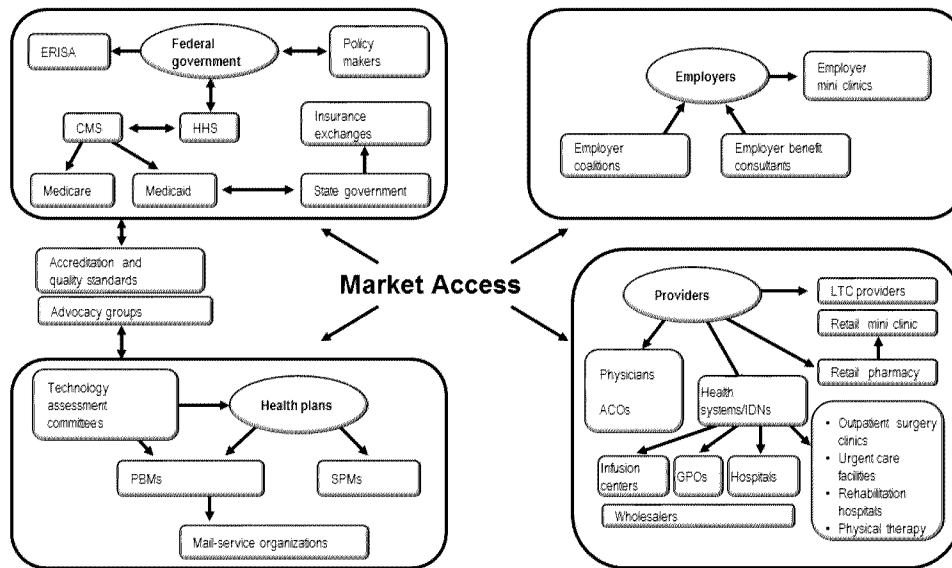 ERISA
Federal
government
Policy
makers
CMS
HHS
Insurance
exchanges
Medicare
Medicaid
State government
Employers
Employer
mini clinics
Employer
coalitions
Employer benefit
consultants
Accreditation and
quality standards
Advocacy groups
Market Access
Technology
assessment
committees
Health plans
PBMs
SPMs
Mail-service organizations
Providers
LTC providers
Retail mini clinic
Retail pharmacy
Physicians
ACOs
Health
systems/IDNs
Infusion
centers
GPOs
Hospitals
Wholesalers
• Outpatient surgery
clinics
• Urgent care
facilities
• Rehabilitation
hospitals
• Physical therapy